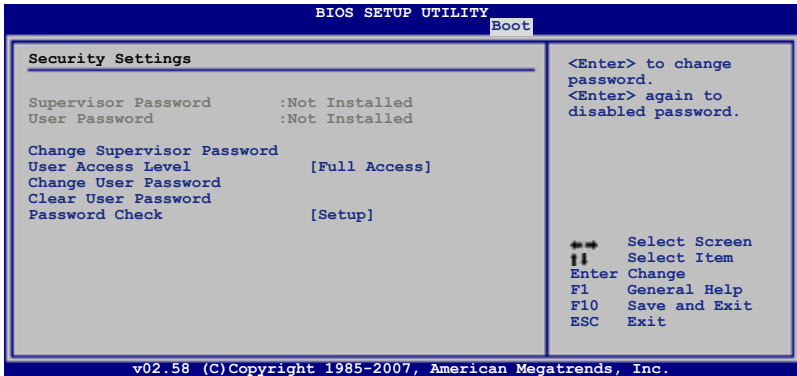 BIOS SETUP UTILITY
Boot
Security Settings
Supervisor Password :Not Installed
User Password :Not Installed
Change Supervisor Password
User Access Level [Full Access]
Change User Password
Clear User Password
Password Check [Setup]
<Enter> to change
password.
<Enter> again to
disabled password.
Select Screen
Select Item
Enter Change
F1 General Help
F10 Save and Exit
ESC Exit
v02.58 (C)Copyright 1985-2007, American Megatrends, Inc.